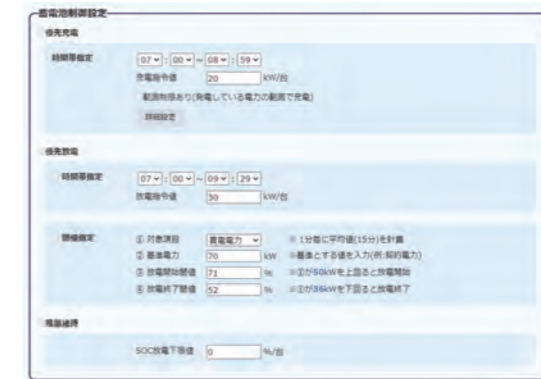 蓄電池制御設定
優先充電
時間帯指定 07 : 00 ~ 08 : 59
充電指令値 20 kW/台
範囲制限あり(発電している電力の範囲で充電)
詳細設定
優先放電
時間帯指定 07 : 00 ~ 09 : 29
放電指令値 30 kW/台
閾値指定 ① 対象項目 買電電力 ※ 1分毎に平均値(15分)を計算
② 基準電力 70 kW ※基準とする値を入力(例:契約電力)
③ 放電開始閾値 71 % ※①が50kWを上回ると放電開始
④ 放電終了閾値 52 % ※①が36kWを下回ると放電終了
残量維持
SOC放電下限値 0 %/台